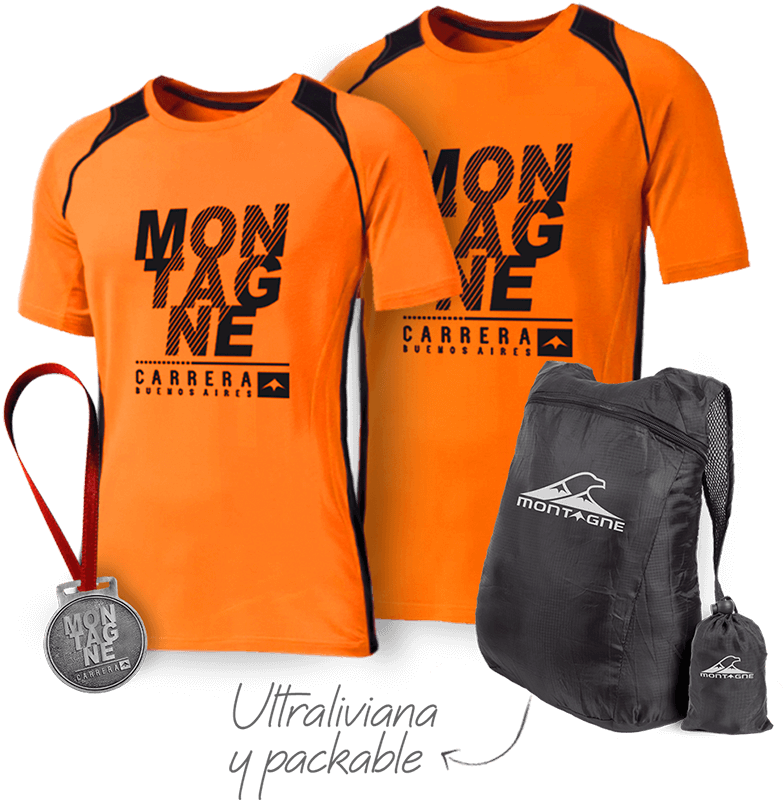 MON
TAG
NE
CARRERA
BUENOS AIRES
MON
TAG
NE
CARRERA
BUENOS AIRES
MON
TAG
NE
CARRERA
MONTAGNE
MONTAGNE
Ultraliviana
y packable